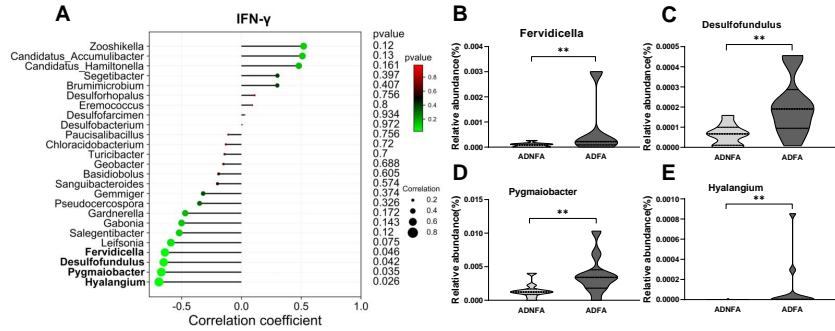 A
IFN-γ
pvalue
Zooshikella 0.12
Candidatus_Accumulibacter 0.13
Candidatus_Hamiltonella 0.161
Segetibacter 0.397
Brumimicrobium 0.407
Desulforhopalus 0.756
Eremococcus 0.8
Desulfofarcimen 0.934
Desulfobacterium 0.972
Paucisalibacillus 0.756
Chloracidobacterium 0.72
Turicibacter 0.7
Geobacter 0.688
Basidiobolus 0.605
Sanguibacteroides 0.574
Gemmiger 0.374
Pseudocercospora 0.326
Gardnerella 0.172
Gabonia 0.143
Salegentibacter 0.12
Leifsonia 0.075
Fervidicella 0.046
Desulfofundulus 0.042
Pygmaiobacter 0.035
Hyalangium 0.026
-0.5 0.0 0.5 1.0
Correlation coefficient
pvalue
0.8
0.6
0.4
0.2
Correlation
0.2
0.4
0.6
0.8
B
Fervidicella
**
Relative abundance(%)
0.004
0.003
0.002
0.001
0.000
ADNFA ADFA
C
Desulfofundulus
**
Relative abundance(%)
0.0005
0.0004
0.0003
0.0002
0.0001
0.0000
ADNFA ADFA
D
Pygmaiobacter
**
Relative abundance(%)
0.015
0.010
0.005
0.000
ADNFA ADFA
E
Hyalangium
**
Relative abundance(%)
0.0010
0.0008
0.0006
0.0004
0.0002
0.0000
ADNFA ADFA